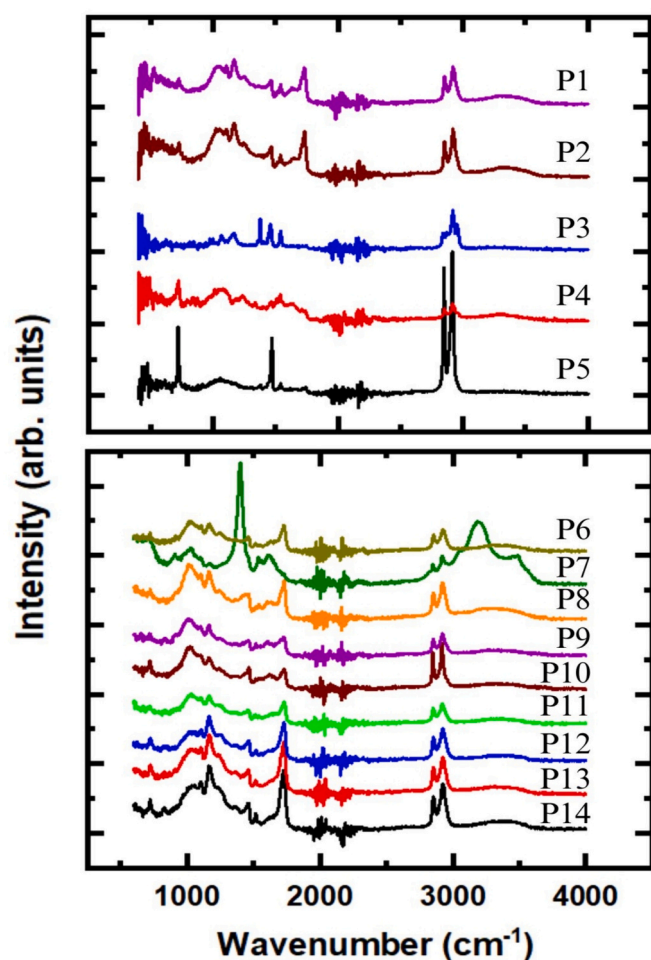 P1
P2
P3
P4
P5
P6
P7
P8
P9
P10
P11
P12
P13
P14
Intensity (arb. units)
1000 2000 3000 4000
Wavenumber (cm⁻¹)